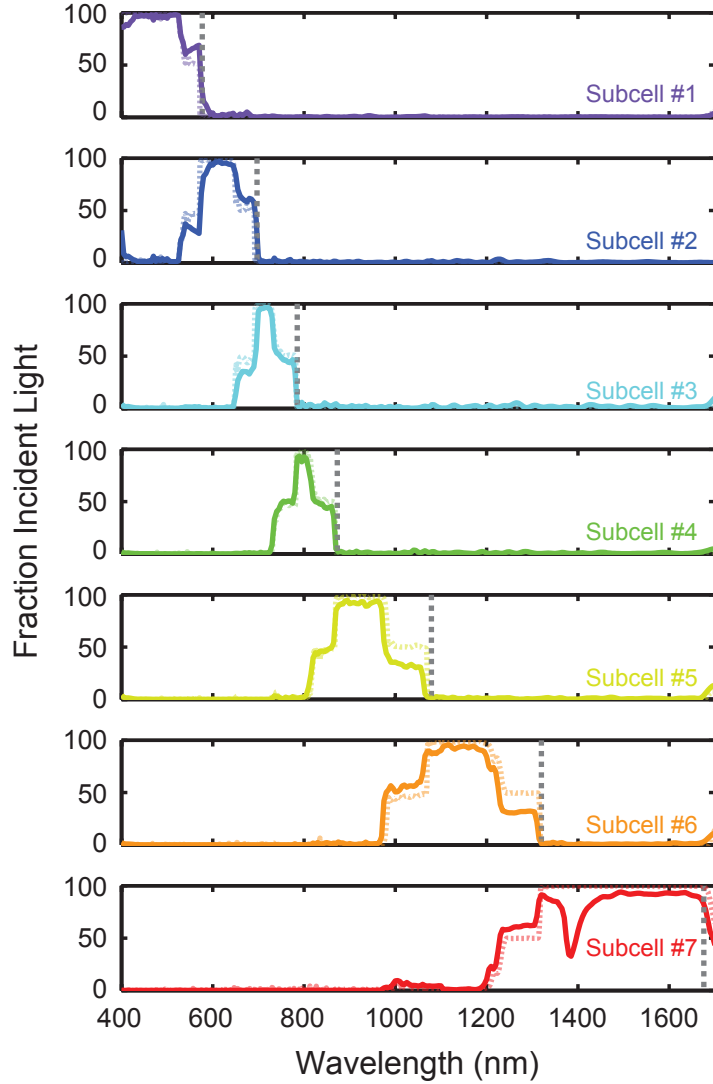 100
50
0
Subcell #1
100
50
0
Subcell #2
100
50
0
Subcell #3
100
50
0
Subcell #4
100
50
0
Subcell #5
100
50
0
Subcell #6
100
50
0
Subcell #7
Fraction Incident Light
400 600 800 1000 1200 1400 1600
Wavelength (nm)